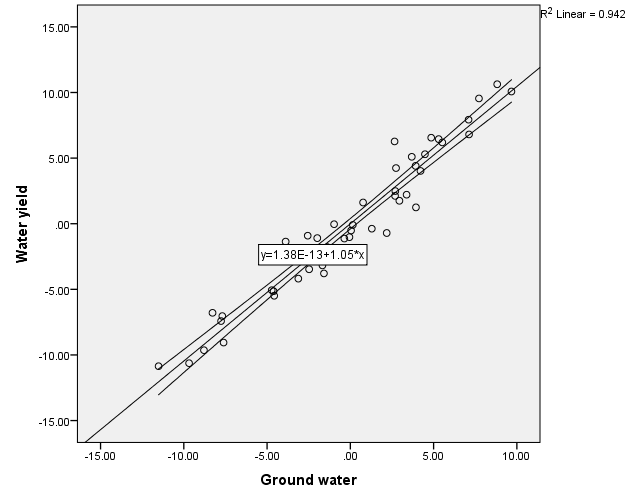 R2 Linear = 0.942
15.00
10.00
5.00
.00
-5.00
-10.00
-15.00
Water yield
y=1.38E-13+1.05*x
-15.00 -10.00 -5.00 .00 5.00 10.00
Ground water